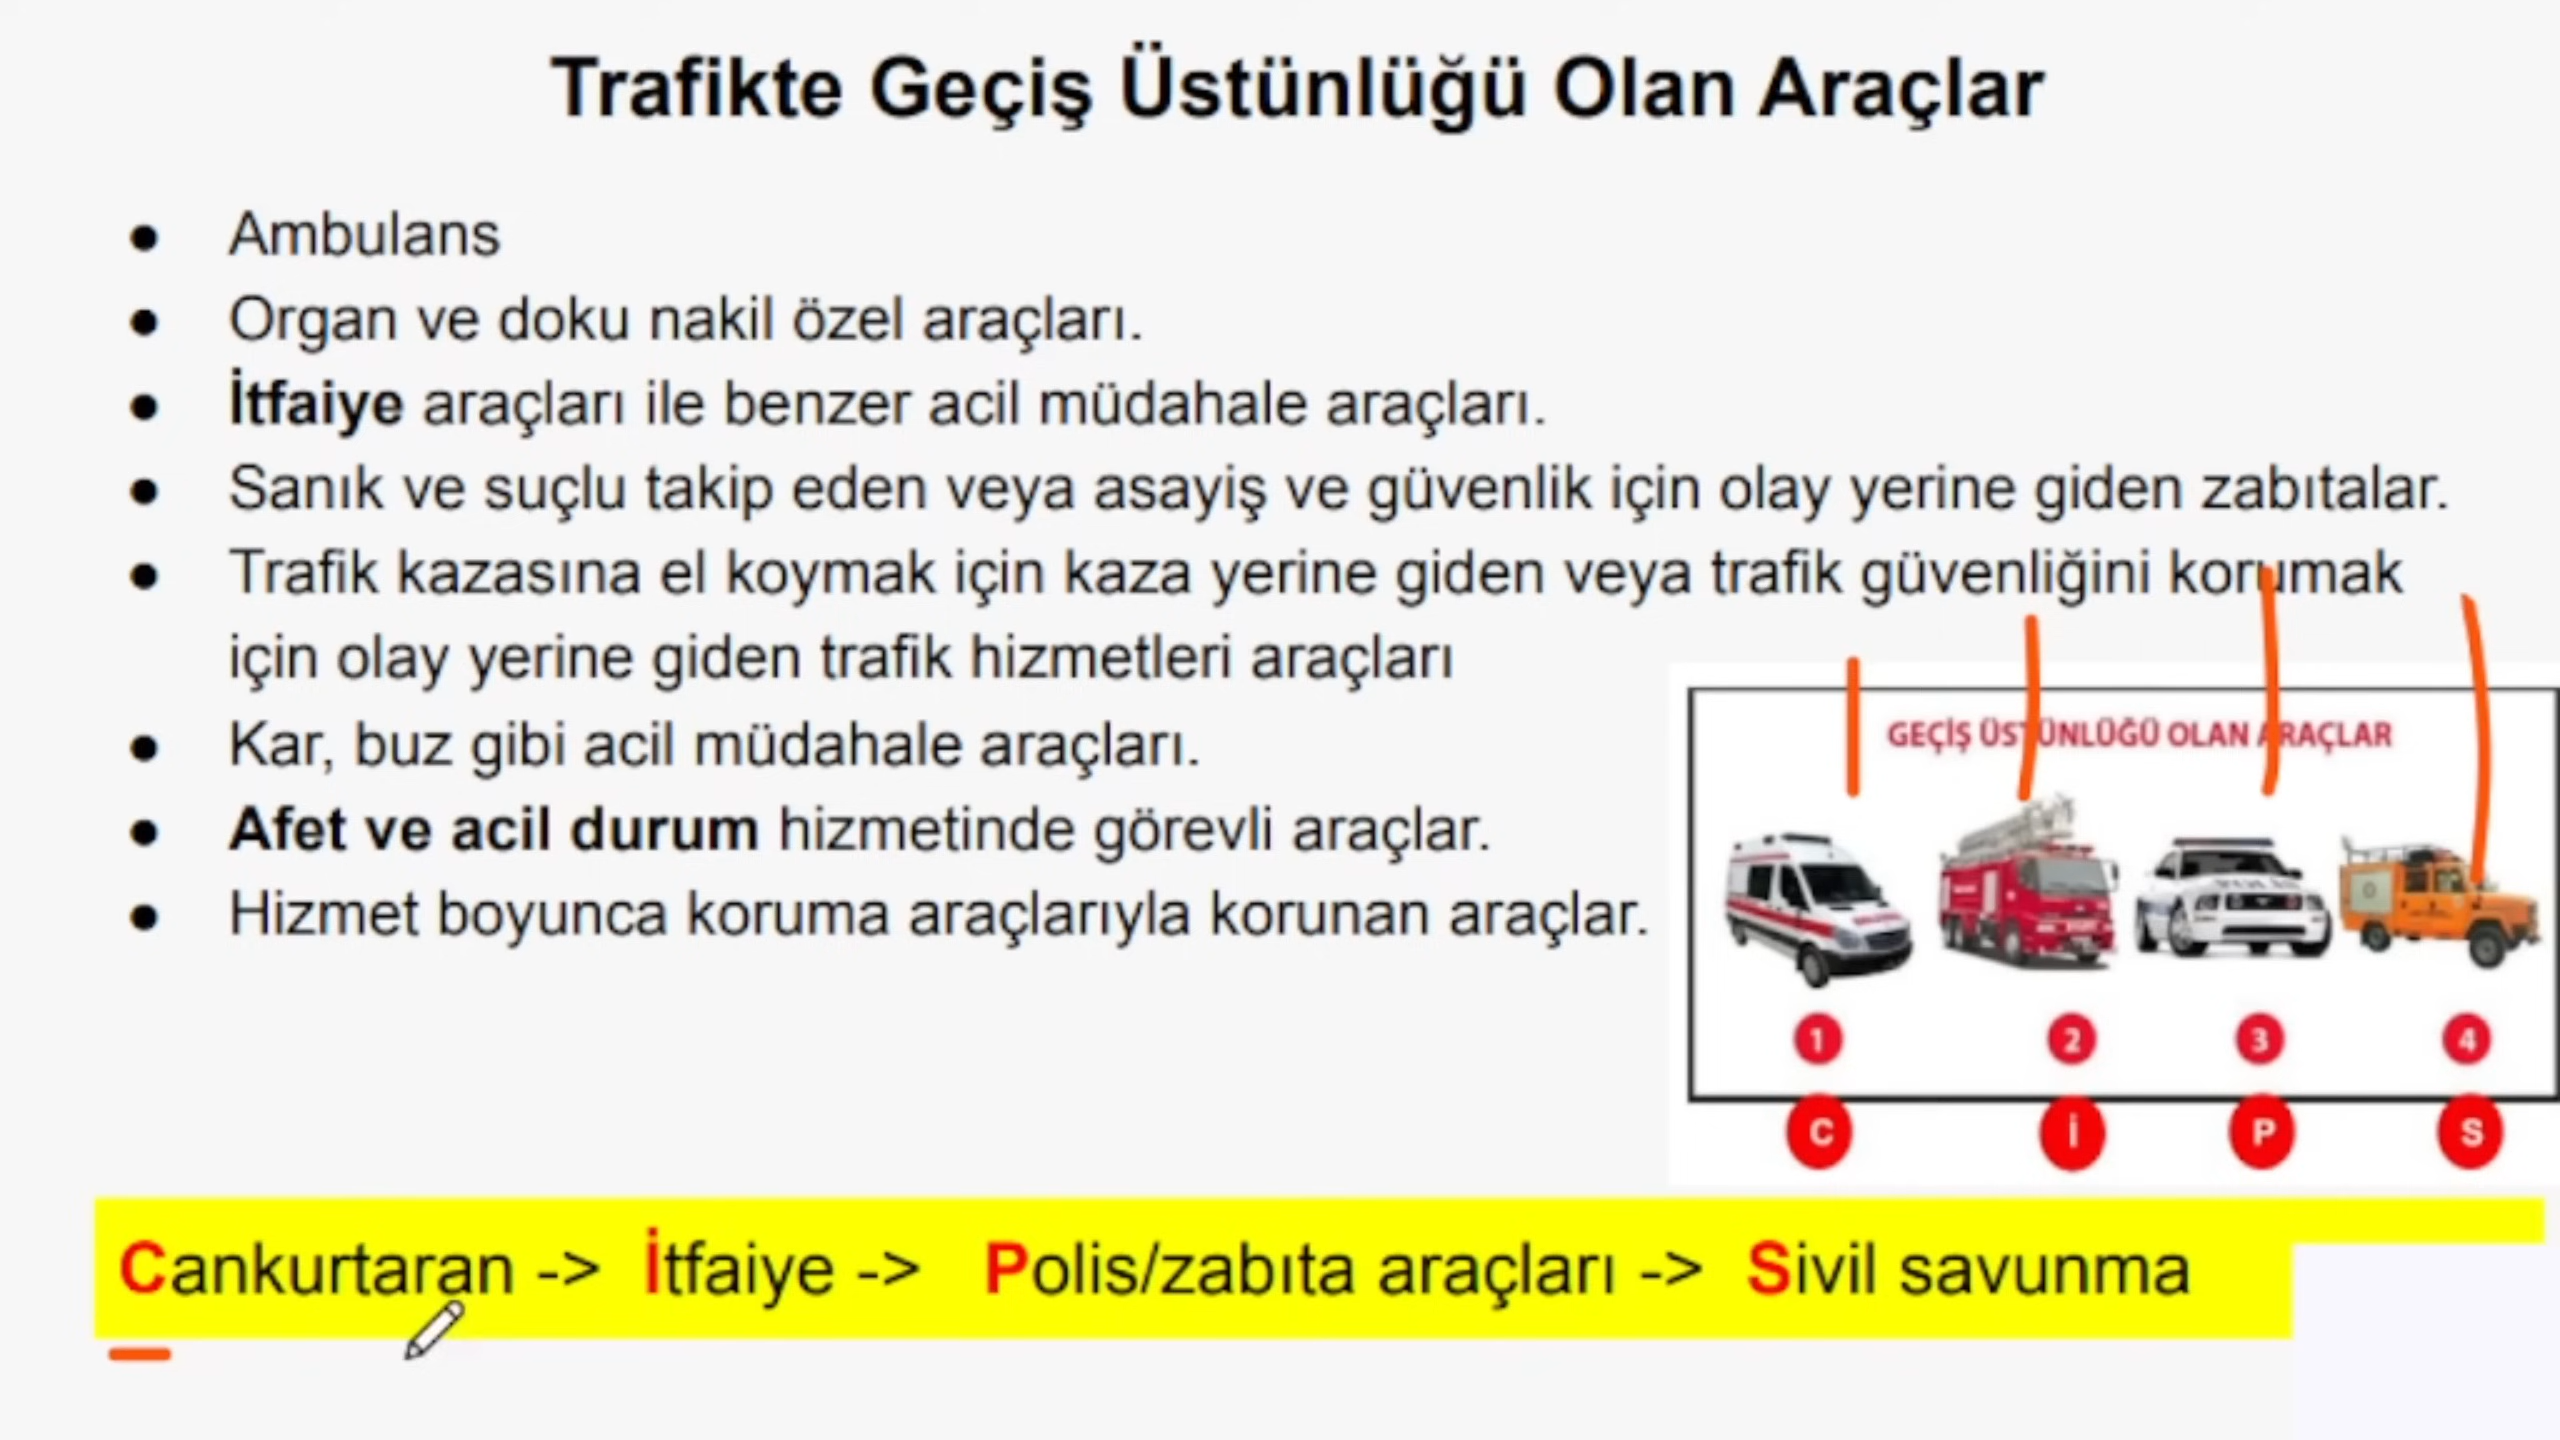 Trafikte Geçiş Üstünlüğü Olan Araçlar
● Ambulans
● Organ ve doku nakil özel araçları.
● İtfaiye araçları ile benzer acil müdahale araçları.
● Sanık ve suçlu takip eden veya asayiş ve güvenlik için olay yerine giden zabıtalar.
● Trafik kazasına el koymak için kaza yerine giden veya trafik güvenliğini korumak
için olay yerine giden trafik hizmetleri araçları
● Kar, buz gibi acil müdahale araçları.
● Afet ve acil durum hizmetinde görevli araçlar.
● Hizmet boyunca koruma araçlarıyla korunan araçlar.
GEÇİŞ ÜSTÜNLÜĞÜ OLAN ARAÇLAR
1 2 3 4
C İ P S
Cankurtaran -> İtfaiye -> Polis/zabıta araçları -> Sivil savunma